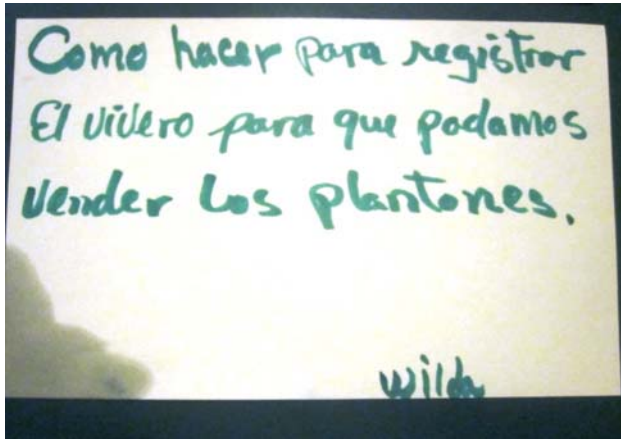 Como hacer para registrar
El vivero para que podamos
vender los plantones.
Wilda